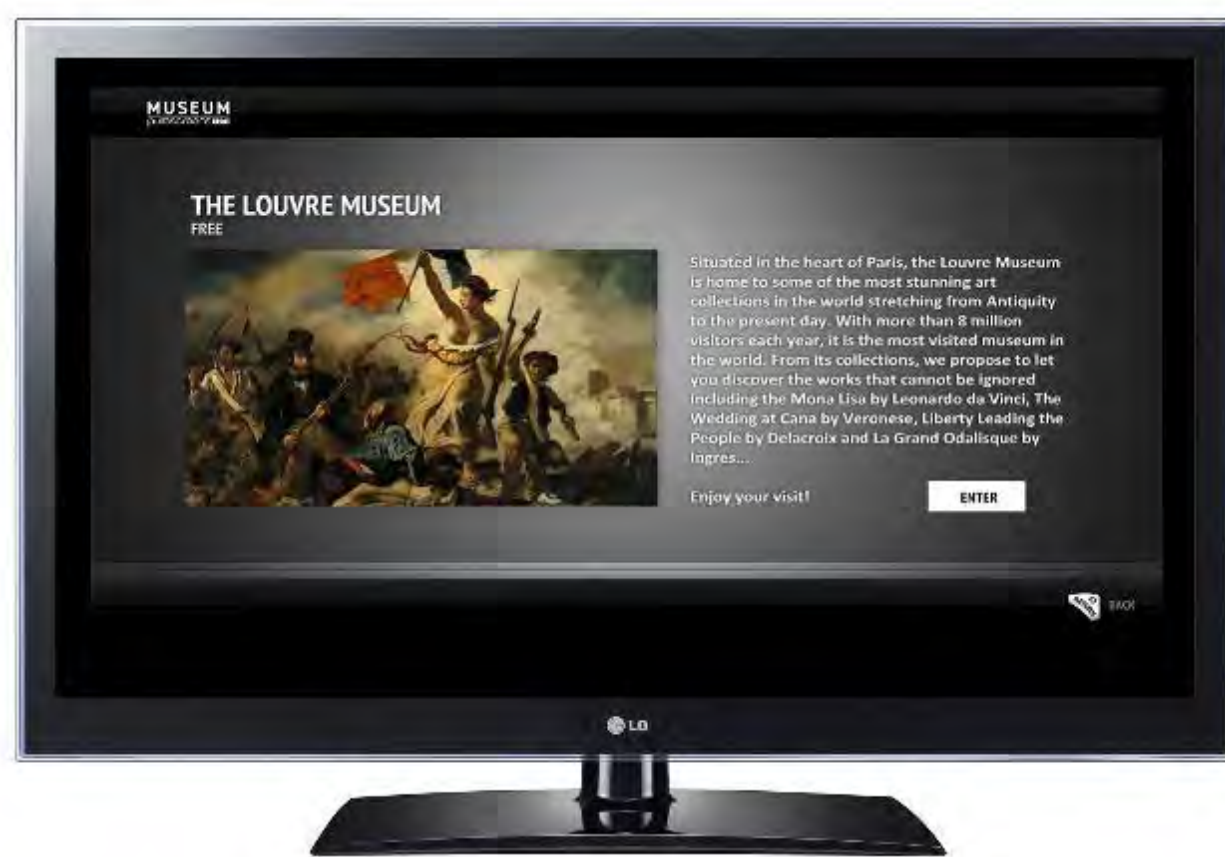 MUSEUM
THE LOUVRE MUSEUM
FREE
Situated in the heart of Paris, the Louvre Museum
is home to some of the most stunning art
collections in the world stretching from Antiquity
to the present day. With more than 8 million
visitors each year, it is the most visited museum in
the world. From its collections, we propose to let
you discover the works that cannot be ignored
including the Mona Lisa by Leonardo da Vinci, The
Wedding at Cana by Veronese, Liberty Leading the
People by Delacroix and La Grand Odalisque by
Ingres...
Enjoy your visit!
ENTER
BACK
LG